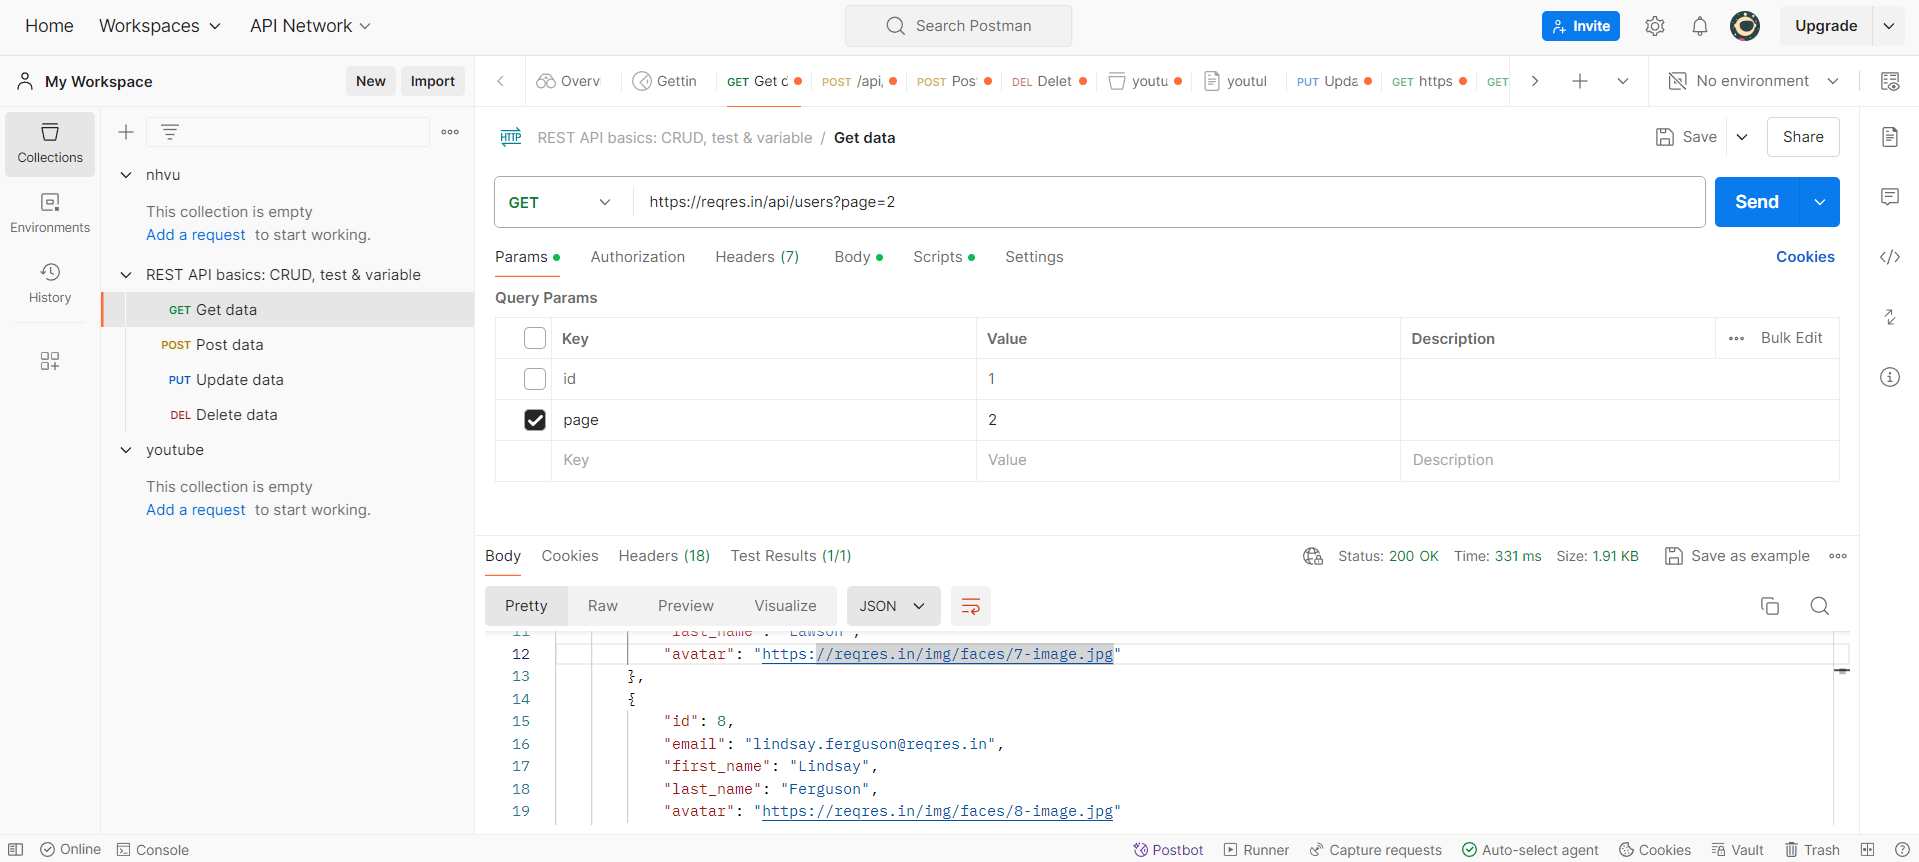 Home Workspaces API Network Search Postman Invite Upgrade
My Workspace New Import
Overv Gettin GET Get d POST /api, POST Pos DEL Delet youtu youtul PUT Upda GET https GET No environment
Collections
Environments
History
nhvu
This collection is empty
Add a request to start working.
REST API basics: CRUD, test & variable
GET Get data
POST Post data
PUT Update data
DEL Delete data
youtube
This collection is empty
Add a request to start working.
HTTP REST API basics: CRUD, test & variable / Get data Save Share
GET https://reqres.in/api/users?page=2 Send
Params Authorization Headers (7) Body Scripts Settings Cookies
Query Params
Key Value Description Bulk Edit
id 1
page 2
Key Value Description
Body Cookies Headers (18) Test Results (1/1) Status: 200 OK Time: 331 ms Size: 1.91 KB Save as example
Pretty Raw Preview Visualize JSON
11 "last_name": "Lawson",
12 "avatar": "https://reqres.in/img/faces/7-image.jpg"
13 },
14 {
15 "id": 8,
16 "email": "lindsay.ferguson@reqres.in",
17 "first_name": "Lindsay",
18 "last_name": "Ferguson",
19 "avatar": "https://reqres.in/img/faces/8-image.jpg"
Online Console Postbot Runner Capture requests Auto-select agent Cookies Vault Trash